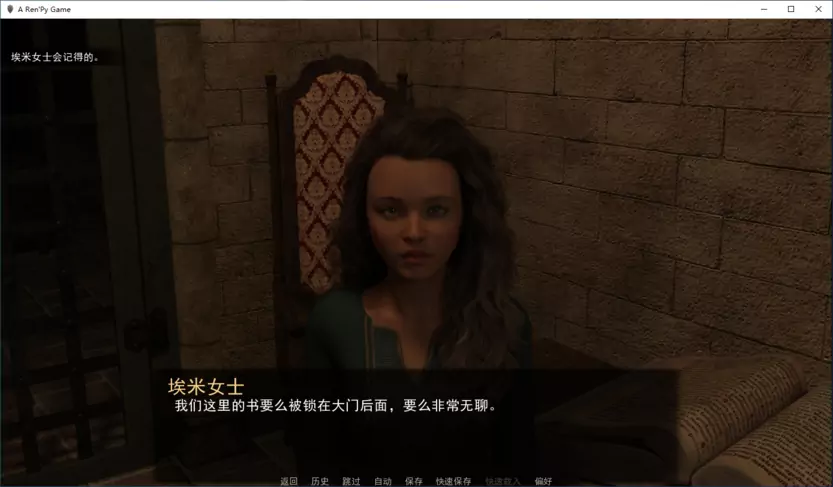 A Ren'Py Game
埃米女士会记得的。
埃米女士
我们这里的书要么被锁在大门后面，要么非常无聊。
返回 历史 跳过 自动 保存 快速保存 快速载入 偏好